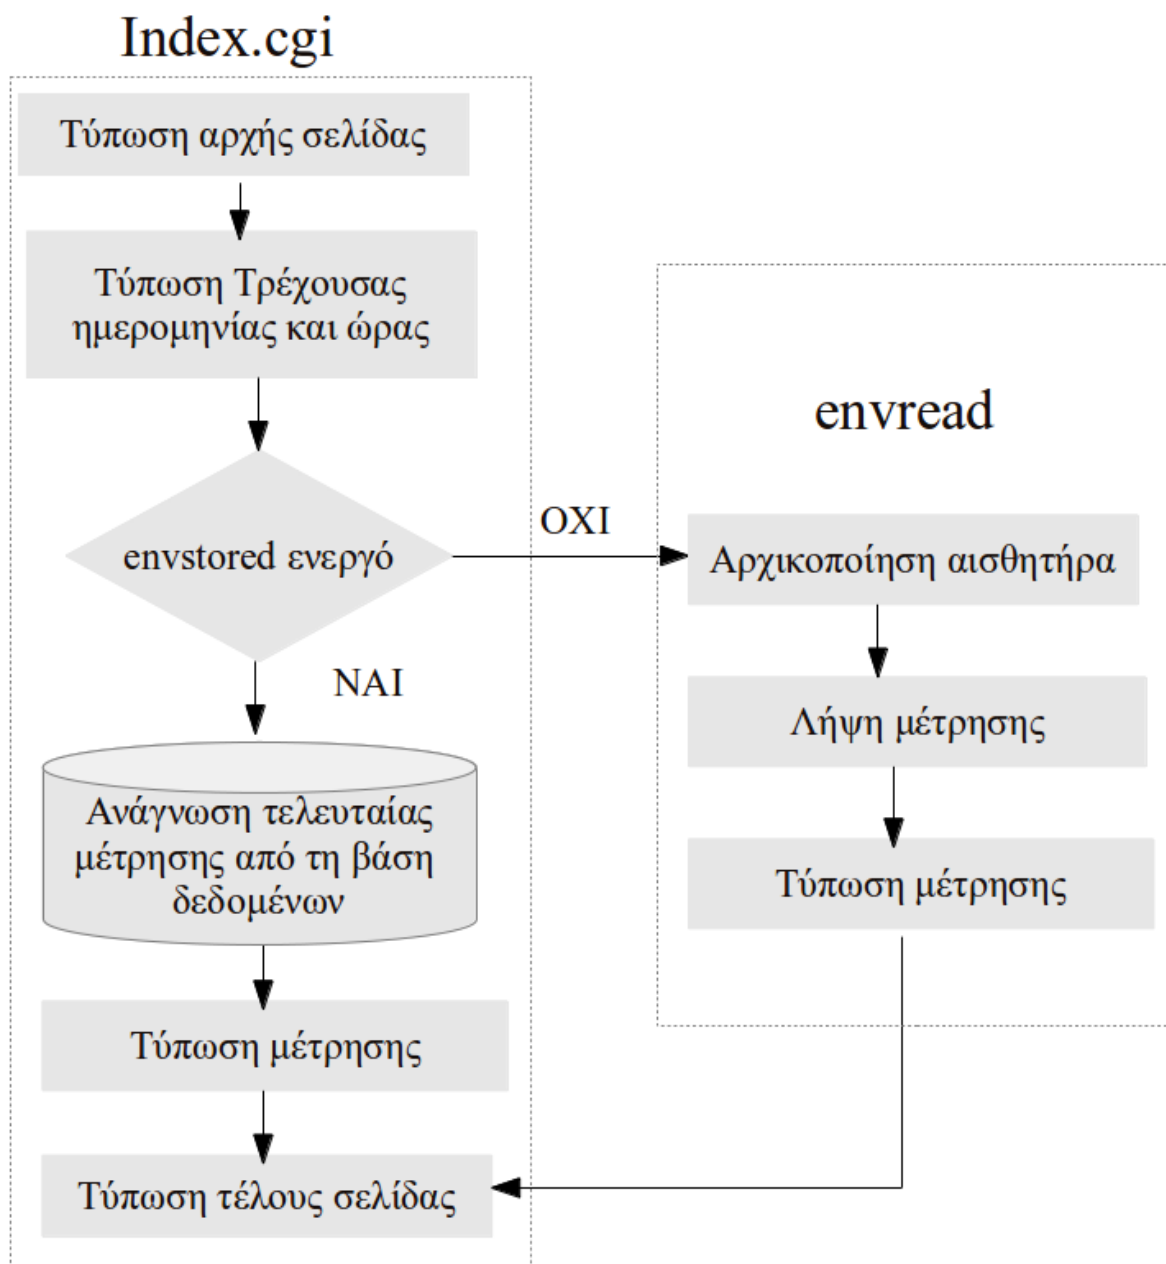 Index.cgi
Τύπωση αρχής σελίδας
Τύπωση Τρέχουσας
ημερομηνίας και ώρας
envstored ενεργό
ΟΧΙ
ΝΑΙ
Ανάγνωση τελευταίας
μέτρησης από τη βάση
δεδομένων
Τύπωση μέτρησης
Τύπωση τέλους σελίδας
envread
Αρχικοποίηση αισθητήρα
Λήψη μέτρησης
Τύπωση μέτρησης